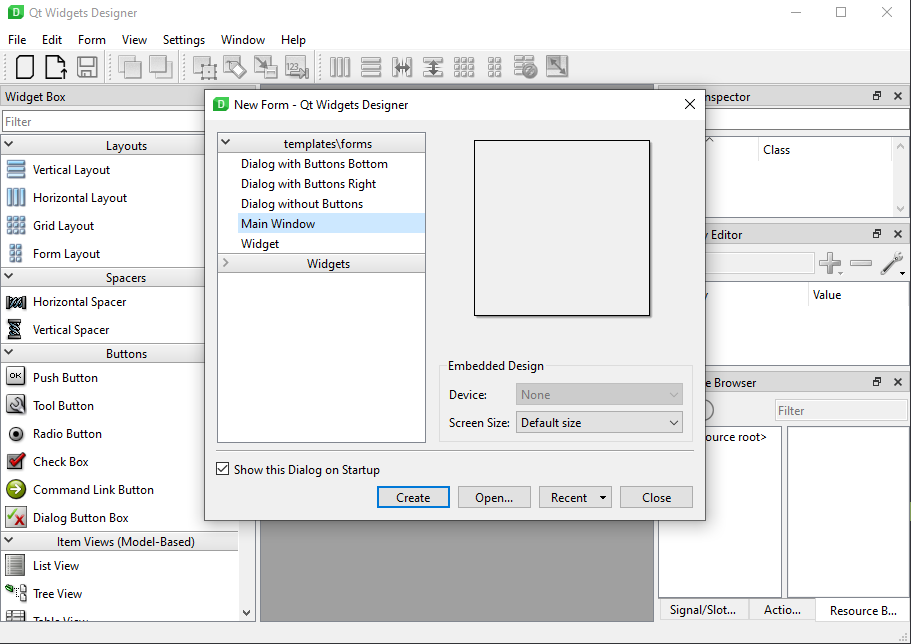 Qt Widgets Designer
File Edit Form View Settings Window Help
Widget Box
Filter
Layouts
Vertical Layout
Horizontal Layout
Grid Layout
Form Layout
Spacers
Horizontal Spacer
Vertical Spacer
Buttons
OK
Push Button
Tool Button
Radio Button
Check Box
Command Link Button
Dialog Button Box
Item Views (Model-Based)
List View
Tree View
Table View
New Form - Qt Widgets Designer
templates\forms
Dialog with Buttons Bottom
Dialog with Buttons Right
Dialog without Buttons
Main Window
Widget
Widgets
Embedded Design
Device: None
Screen Size: Default size
Show this Dialog on Startup
Create Open... Recent Close
nspector
Class
y Editor
y Value
e Browser
Filter
ource root>
Signal/Slot... Actio... Resource B...